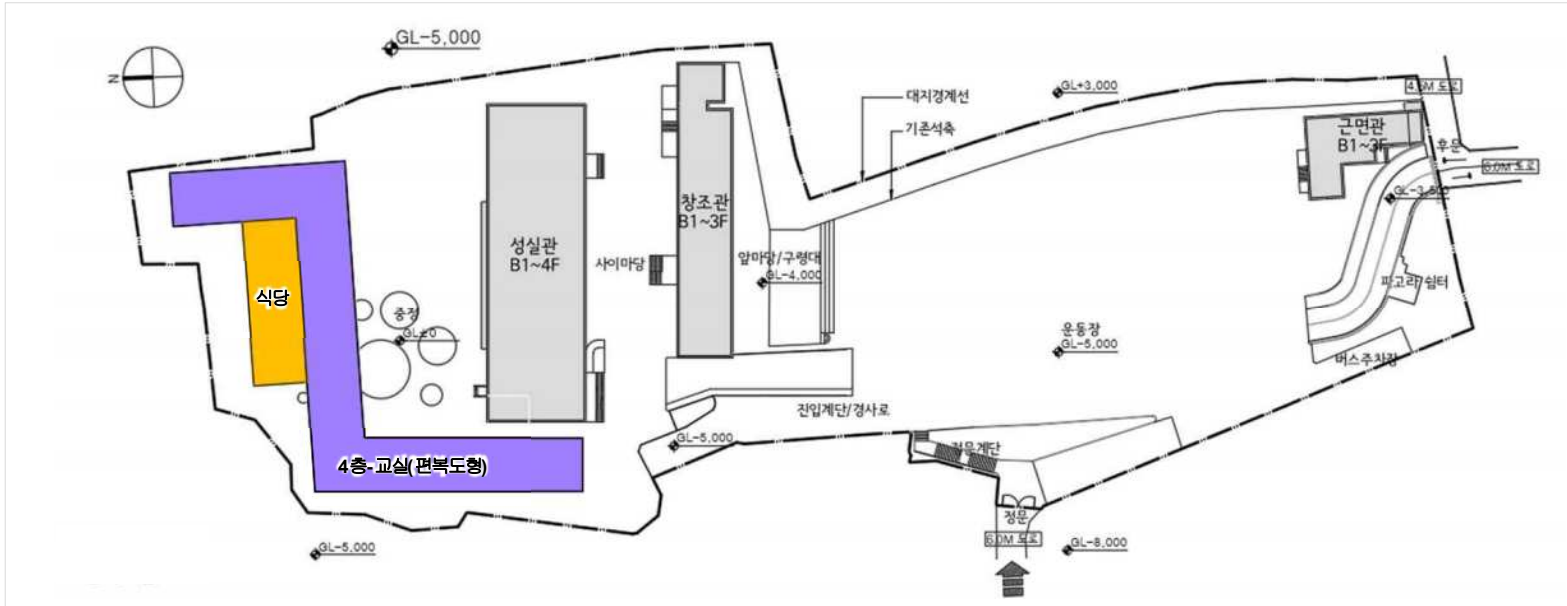 GL-5,000
N
GL+3,000
4.5M 도로
대지경계선
기존석축
근면관
B1~3F
후문
6.0M 도로
GL-3,500
창조관
B1~3F
성실관
B1~4F
사이마당
앞마당/구령대
GL-4,000
파고라/쉼터
식당
중정
GL±0
운동장
GL-5,000
버스주차장
진입계단/경사로
GL-5,000
정문계단
4층-교실(편복도형)
정문
6.0M 도로
GL-5,000
GL-8,000